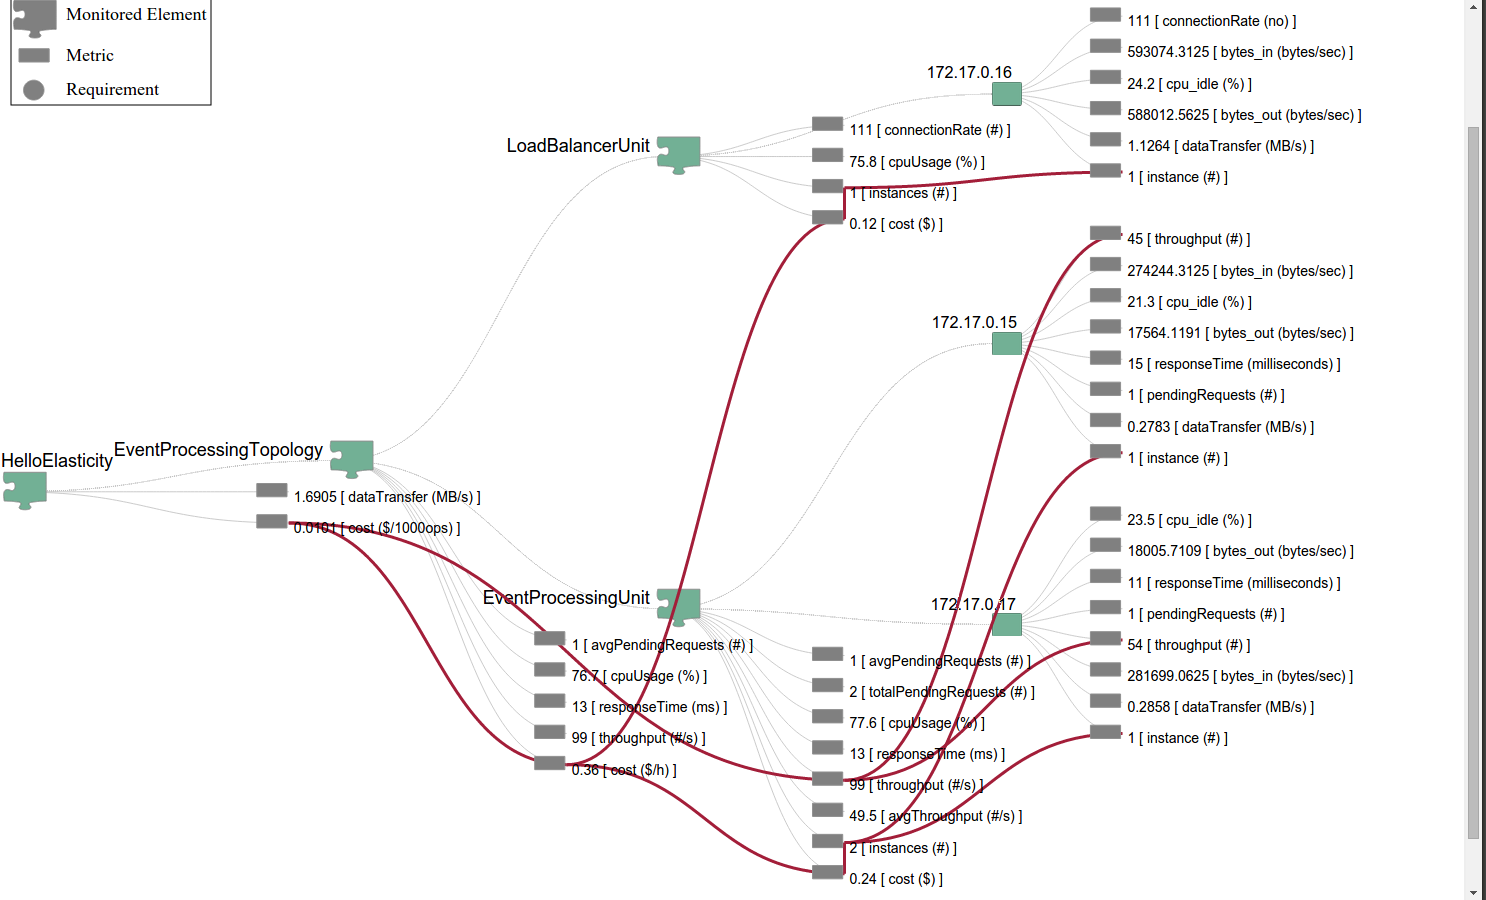 Monitored Element
Metric
Requirement
HelloElasticity
1.6905 [ dataTransfer (MB/s) ]
0.0101 [ cost ($/1000ops) ]
EventProcessingTopology
1 [ avgPendingRequests (#) ]
76.7 [ cpuUsage (%) ]
13 [ responseTime (ms) ]
99 [ throughput (#/s) ]
0.36 [ cost ($/h) ]
LoadBalancerUnit
111 [ connectionRate (#) ]
75.8 [ cpuUsage (%) ]
1 [ instances (#) ]
0.12 [ cost ($) ]
EventProcessingUnit
1 [ avgPendingRequests (#) ]
2 [ totalPendingRequests (#) ]
77.6 [ cpuUsage (%) ]
13 [ responseTime (ms) ]
99 [ throughput (#/s) ]
49.5 [ avgThroughput (#/s) ]
2 [ instances (#) ]
0.24 [ cost ($) ]
172.17.0.16
111 [ connectionRate (no) ]
593074.3125 [ bytes_in (bytes/sec) ]
24.2 [ cpu_idle (%) ]
588012.5625 [ bytes_out (bytes/sec) ]
1.1264 [ dataTransfer (MB/s) ]
1 [ instance (#) ]
172.17.0.15
45 [ throughput (#) ]
274244.3125 [ bytes_in (bytes/sec) ]
21.3 [ cpu_idle (%) ]
17564.1191 [ bytes_out (bytes/sec) ]
15 [ responseTime (milliseconds) ]
1 [ pendingRequests (#) ]
0.2783 [ dataTransfer (MB/s) ]
1 [ instance (#) ]
172.17.0.17
23.5 [ cpu_idle (%) ]
18005.7109 [ bytes_out (bytes/sec) ]
11 [ responseTime (milliseconds) ]
1 [ pendingRequests (#) ]
54 [ throughput (#) ]
281699.0625 [ bytes_in (bytes/sec) ]
0.2858 [ dataTransfer (MB/s) ]
1 [ instance (#) ]